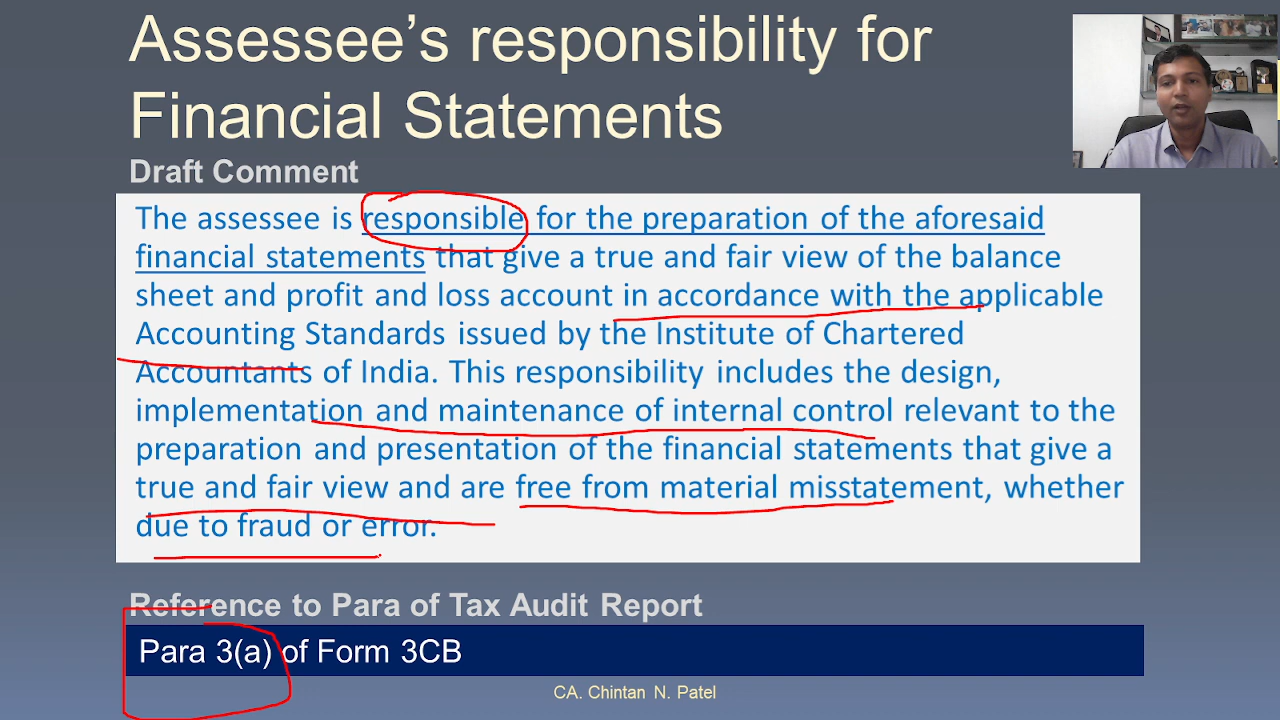 Assessee’s responsibility for
Financial Statements
Draft Comment
The assessee is responsible for the preparation of the aforesaid
financial statements that give a true and fair view of the balance
sheet and profit and loss account in accordance with the applicable
Accounting Standards issued by the Institute of Chartered
Accountants of India. This responsibility includes the design,
implementation and maintenance of internal control relevant to the
preparation and presentation of the financial statements that give a
true and fair view and are free from material misstatement, whether
due to fraud or error.
Reference to Para of Tax Audit Report
Para 3(a) of Form 3CB
CA. Chintan N. Patel